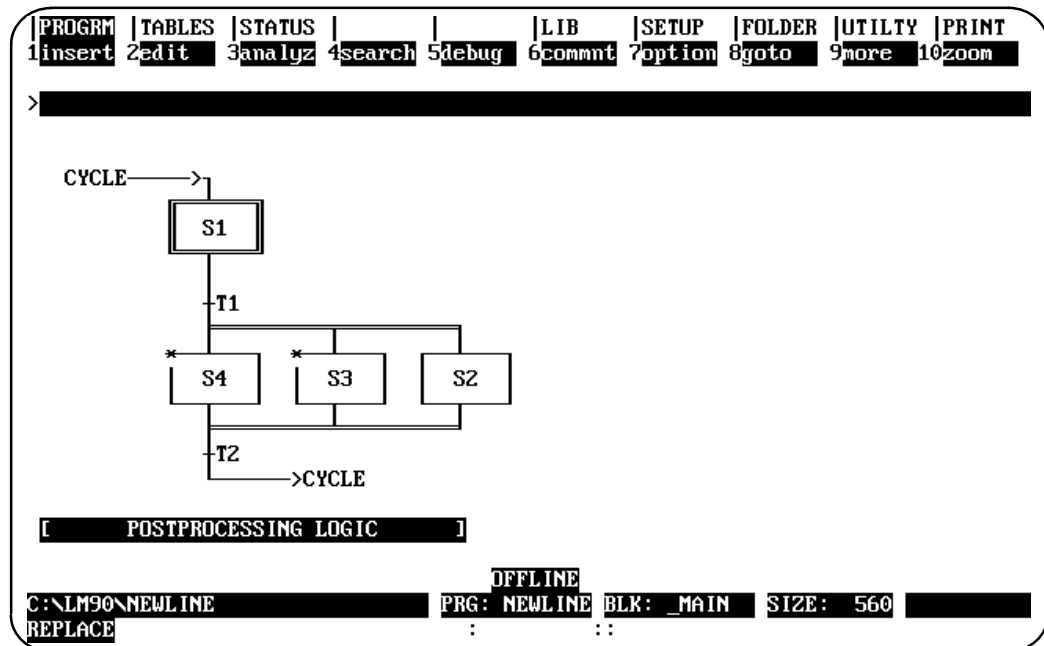 |PROGRM |TABLES |STATUS | | |LIB |SETUP |FOLDER |UTILTY |PRINT
1insert 2edit 3analyz 4search 5debug 6commnt 7option 8goto 9more 10zoom
>
CYCLE >
S1
T1
S4 S3 S2
T2
>CYCLE
[ POSTPROCESSING LOGIC ]
OFFLINE
C:\LM90\NEWLINE PRG: NEWLINE BLK: _MAIN SIZE: 560
REPLACE : ::